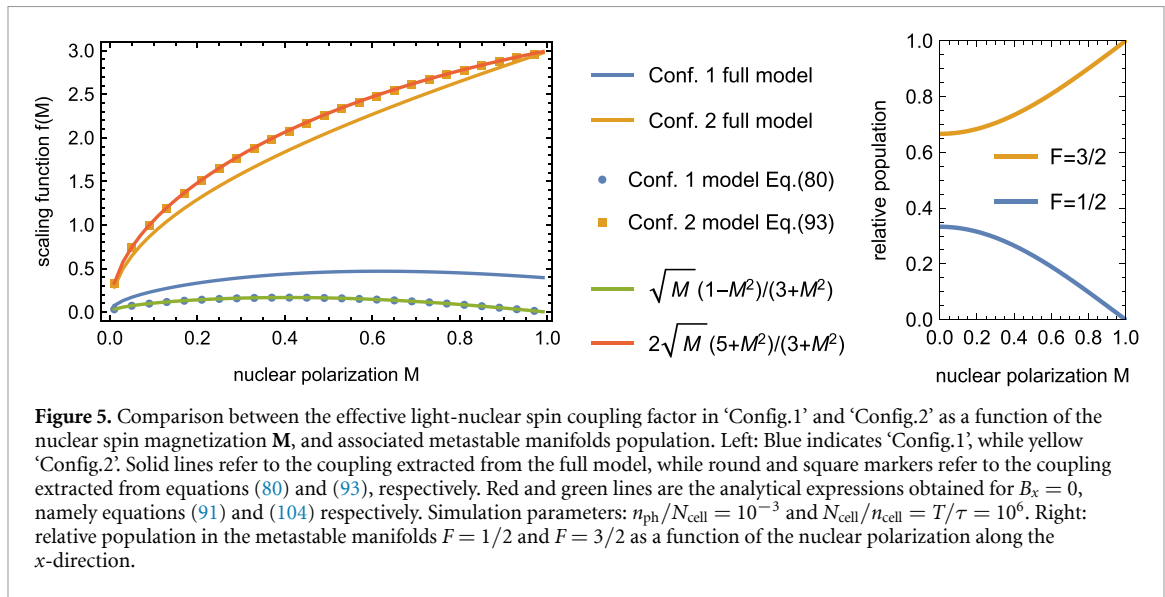 scaling function f(M)
3.0
2.5
2.0
1.5
1.0
0.5
0.0
0.0 0.2 0.4 0.6 0.8 1.0
nuclear polarization M
Conf. 1 full model
Conf. 2 full model
Conf. 1 model Eq.(80)
Conf. 2 model Eq.(93)
√M (1−M²)/(3+M²)
2√M (5+M²)/(3+M²)
relative population
1.0
0.8
0.6
0.4
0.2
0.0
F=3/2
F=1/2
0.0 0.2 0.4 0.6 0.8 1.0
nuclear polarization M
Figure 5. Comparison between the effective light-nuclear spin coupling factor in ‘Config.1’ and ‘Config.2’ as a function of the
nuclear spin magnetization M, and associated metastable manifolds population. Left: Blue indicates ‘Config.1’, while yellow
‘Config.2’. Solid lines refer to the coupling extracted from the full model, while round and square markers refer to the coupling
extracted from equations (80) and (93), respectively. Red and green lines are the analytical expressions obtained for Bₓ = 0,
namely equations (91) and (104) respectively. Simulation parameters: n_ph/N_cell = 10⁻³ and N_cell/n_cell = T/τ = 10⁶. Right:
relative population in the metastable manifolds F = 1/2 and F = 3/2 as a function of the nuclear polarization along the
x-direction.